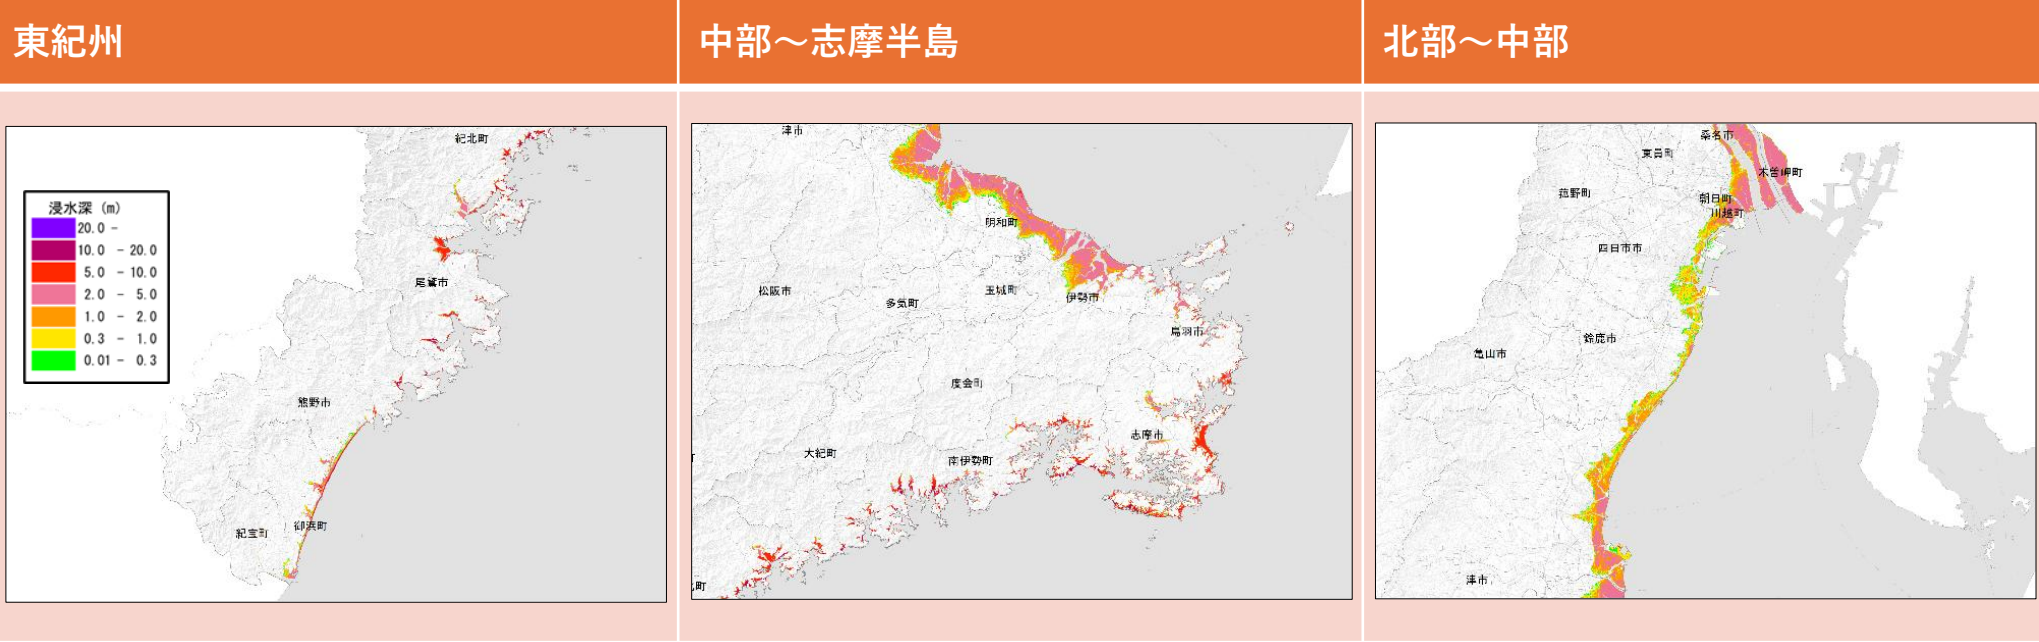 東紀州
中部～志摩半島
北部～中部
浸水深 (m)
20.0 -
10.0 - 20.0
5.0 - 10.0
2.0 - 5.0
1.0 - 2.0
0.3 - 1.0
0.01 - 0.3
紀北町
尾鷲市
熊野市
御浜町
紀宝町
津市
明和町
松阪市
多気町
玉城町
伊勢市
鳥羽市
度会町
志摩市
大紀町
南伊勢町
町
桑名市
東員町
木曽岬町
菰野町
朝日町
川越町
四日市市
鈴鹿市
亀山市
津市